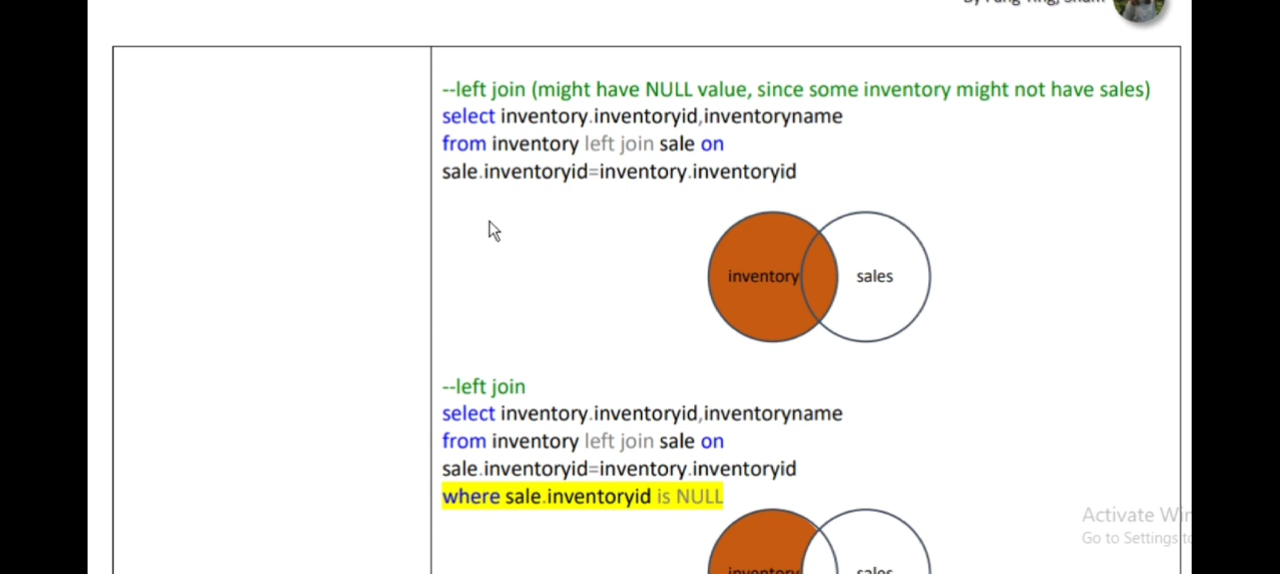 --left join (might have NULL value, since some inventory might not have sales)
select inventory.inventoryid,inventoryname
from inventory left join sale on
sale.inventoryid=inventory.inventoryid
inventory sales
--left join
select inventory.inventoryid,inventoryname
from inventory left join sale on
sale.inventoryid=inventory.inventoryid
where sale.inventoryid is NULL
Activate Win
Go to Settings to